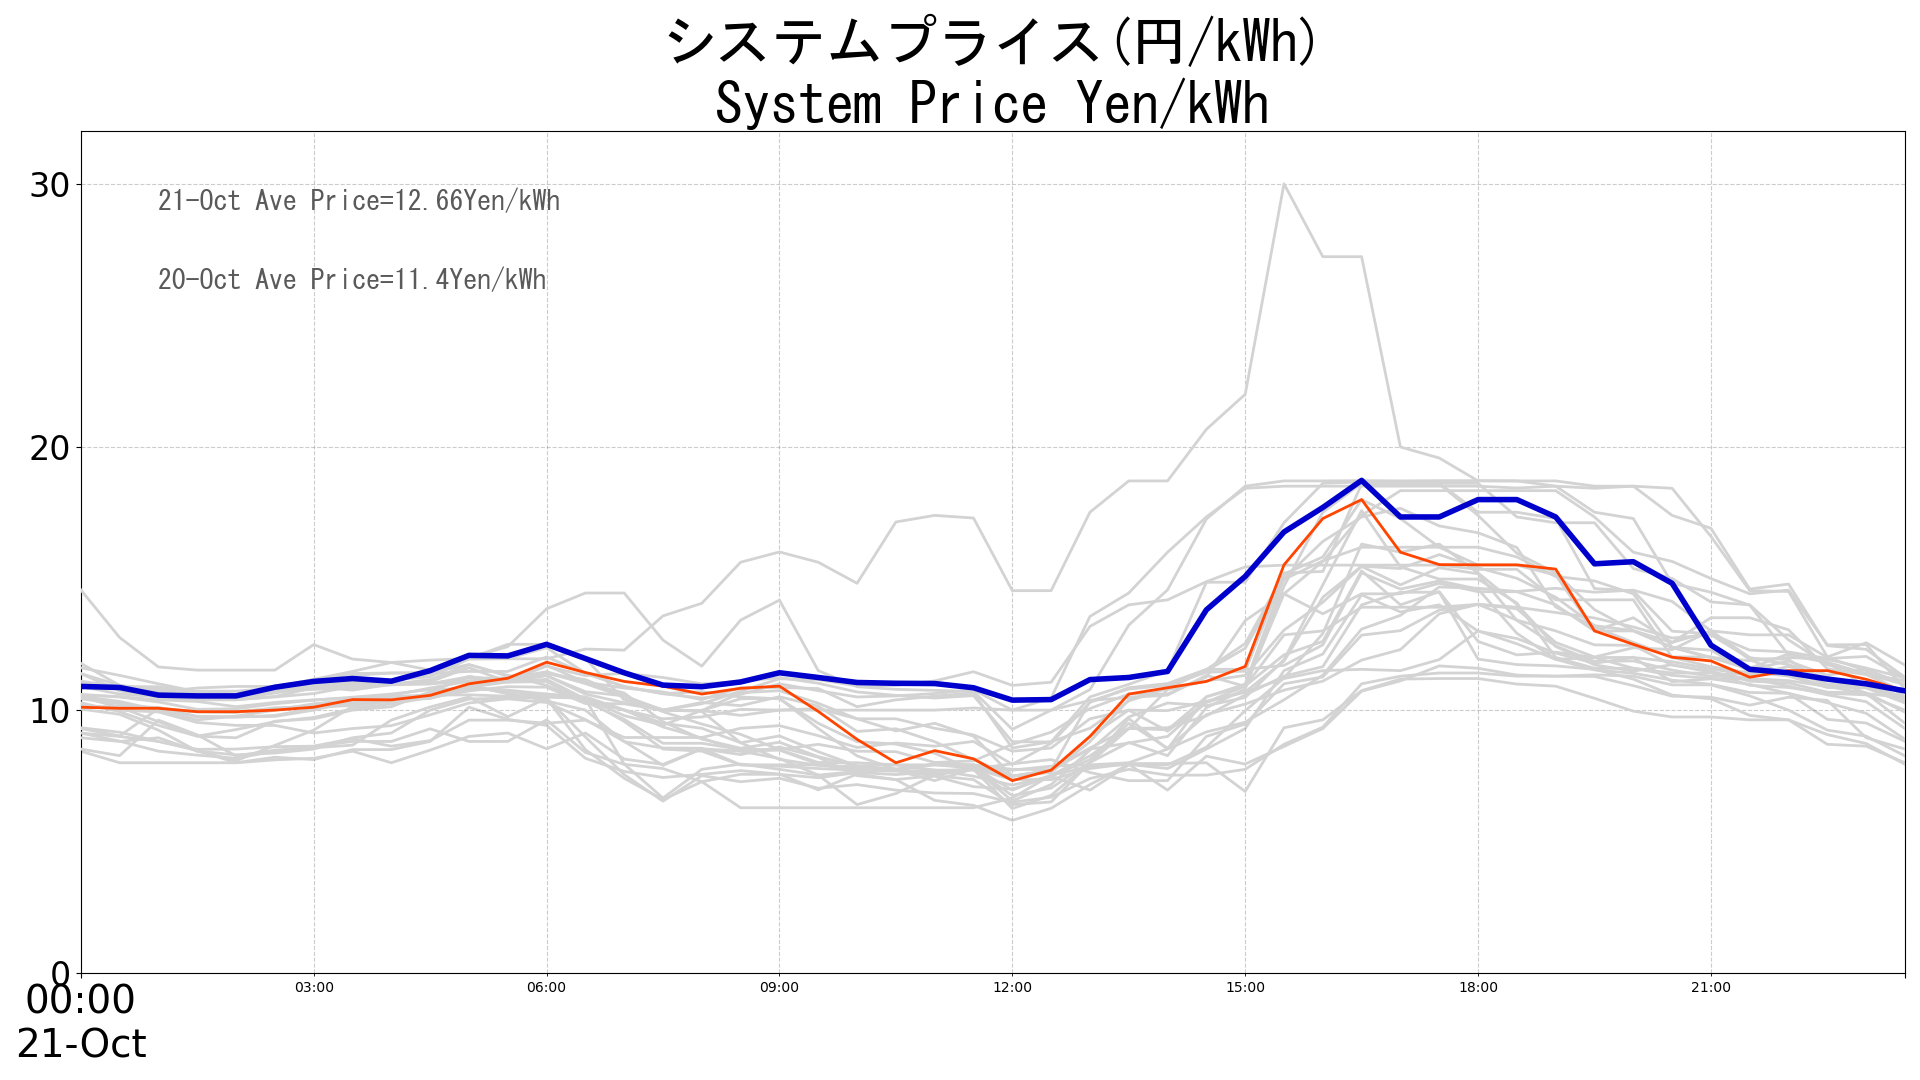 システムプライス(円/kWh)
System Price Yen/kWh
30
21-Oct Ave Price=12.66Yen/kWh
20-Oct Ave Price=11.4Yen/kWh
20
10
0
00:00 03:00 06:00 09:00 12:00 15:00 18:00 21:00
21-Oct